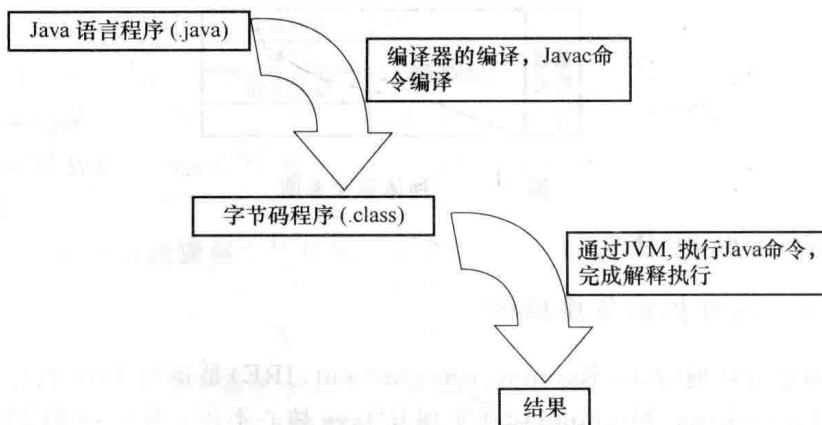 Java 语言程序 (.java)
编译器的编译，Javac命
令编译
字节码程序 (.class)
通过JVM, 执行Java命令，
完成解释执行
结果